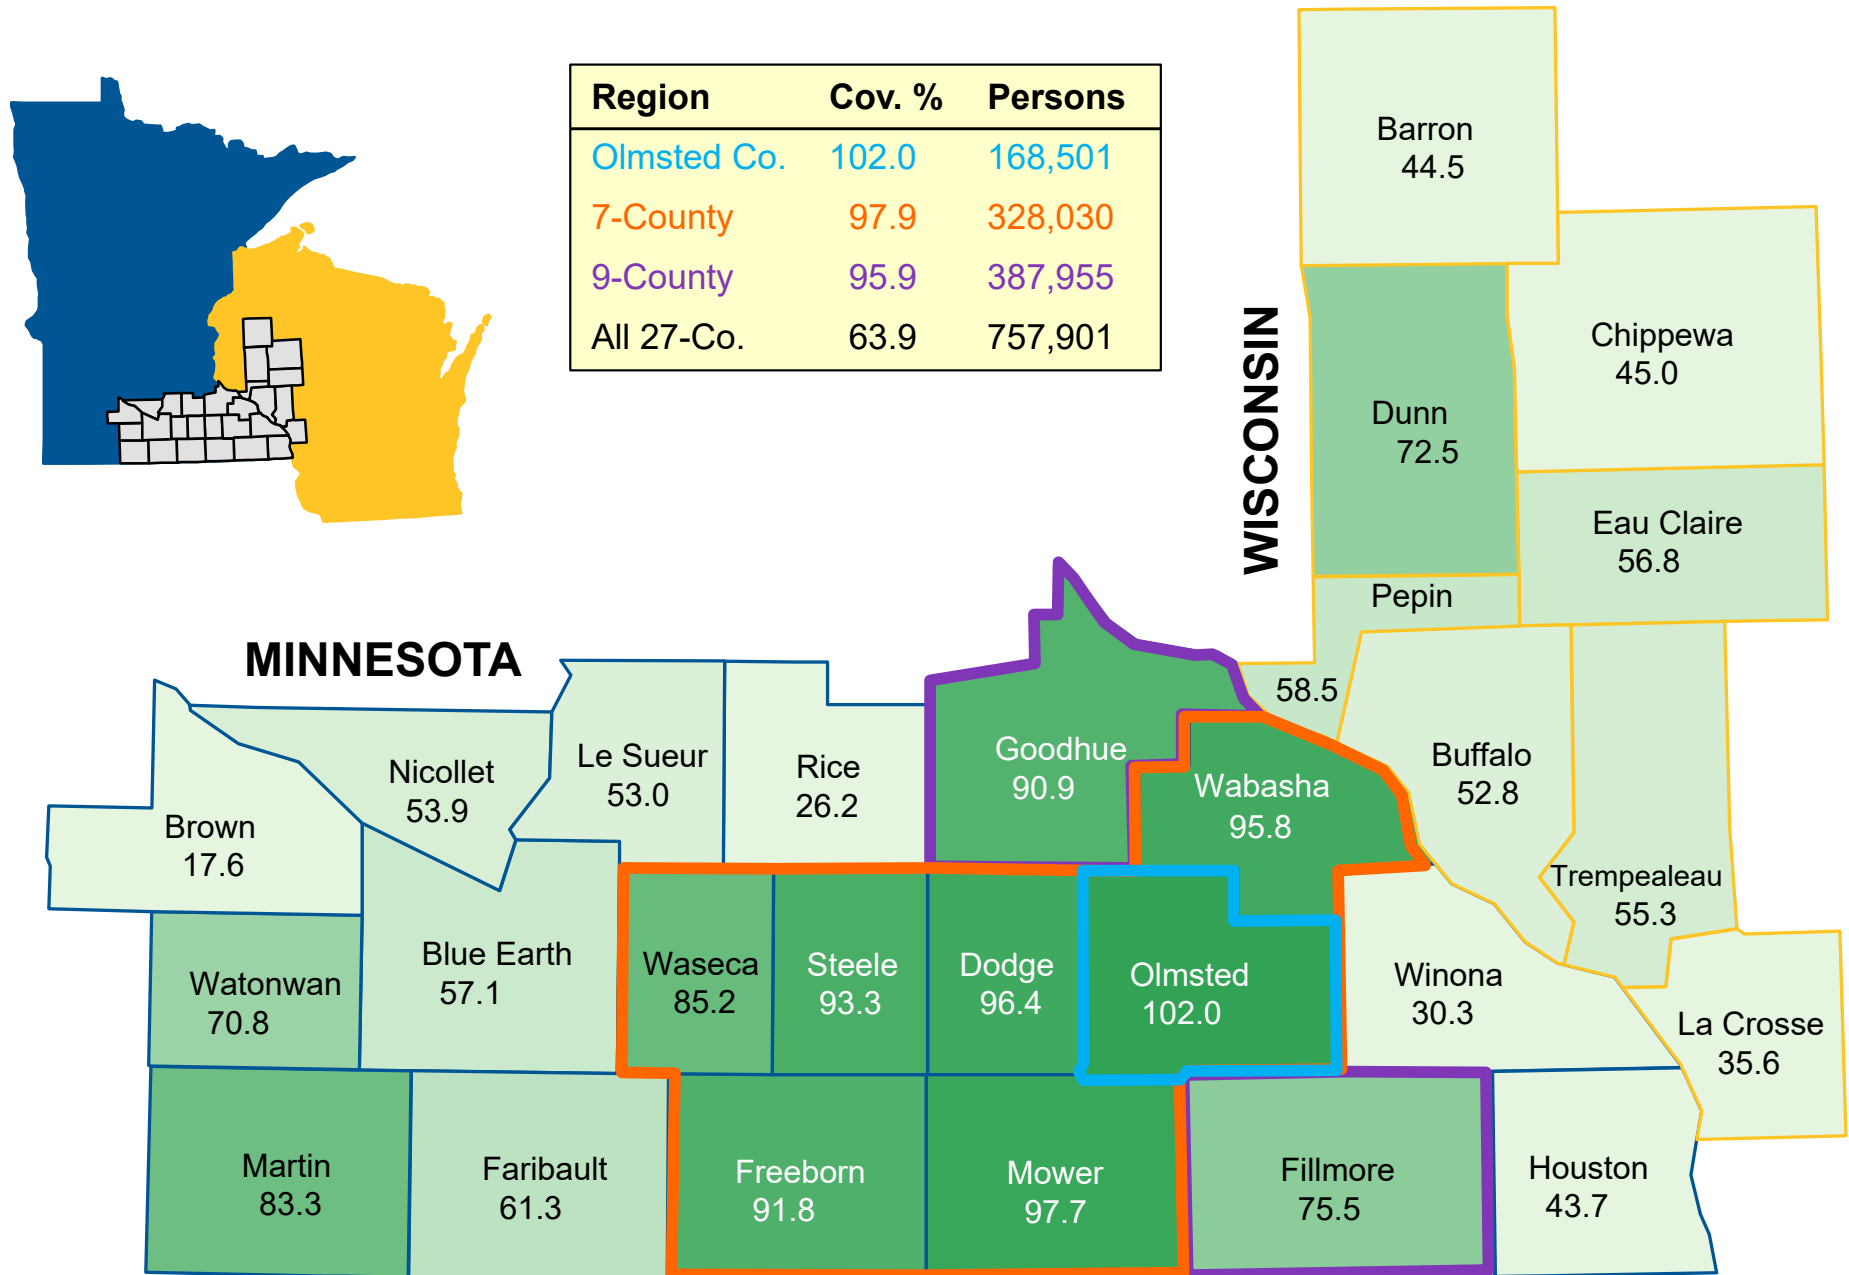 Region Cov. % Persons
Olmsted Co. 102.0 168,501
7-County 97.9 328,030
9-County 95.9 387,955
All 27-Co. 63.9 757,901
WISCONSIN
Barron
44.5
Chippewa
45.0
Dunn
72.5
Eau Claire
56.8
Pepin
58.5
Buffalo
52.8
Trempealeau
55.3
La Crosse
35.6
MINNESOTA
Brown
17.6
Nicollet
53.9
Le Sueur
53.0
Rice
26.2
Goodhue
90.9
Wabasha
95.8
Watonwan
70.8
Blue Earth
57.1
Waseca
85.2
Steele
93.3
Dodge
96.4
Olmsted
102.0
Winona
30.3
Martin
83.3
Faribault
61.3
Freeborn
91.8
Mower
97.7
Fillmore
75.5
Houston
43.7